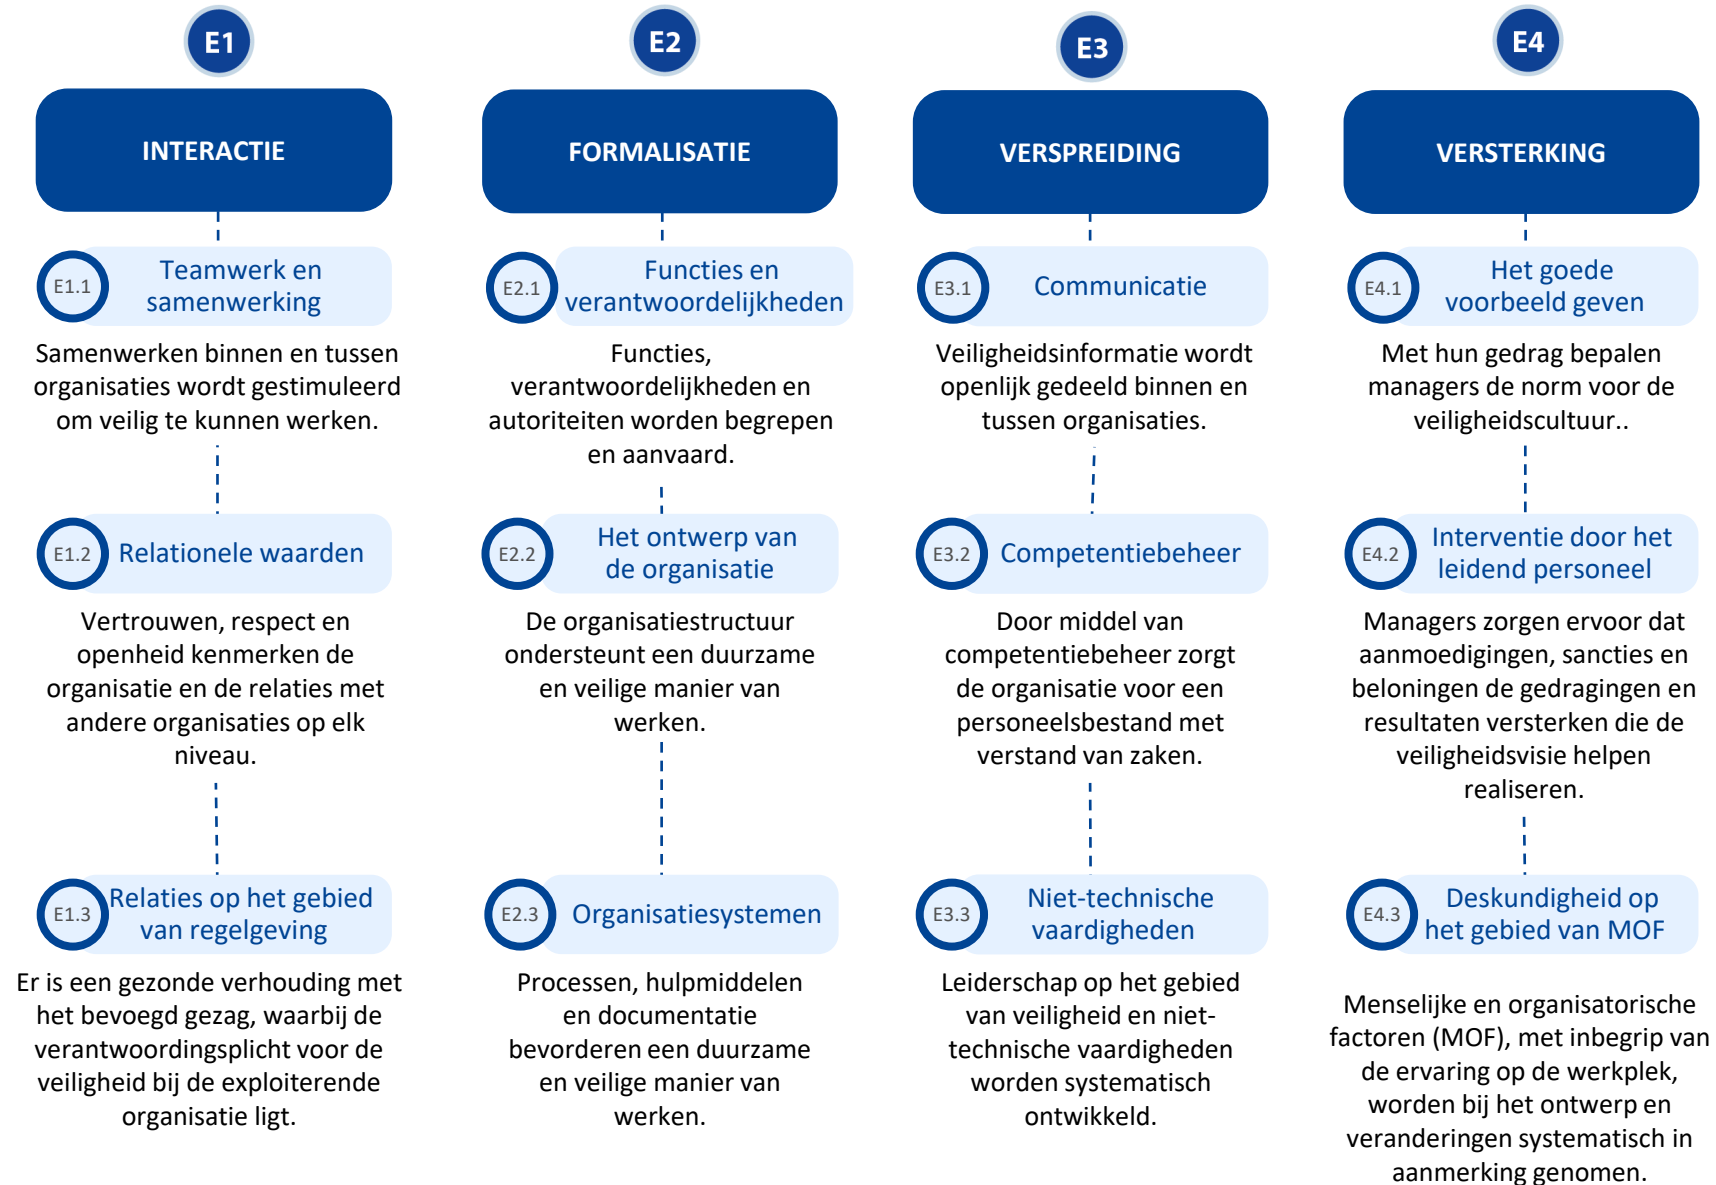 E1
INTERACTIE
E1.1
Teamwerk en
samenwerking
Samenwerken binnen en tussen
organisaties wordt gestimuleerd
om veilig te kunnen werken.
E1.2
Relationele waarden
Vertrouwen, respect en
openheid kenmerken de
organisatie en de relaties met
andere organisaties op elk
niveau.
E1.3
Relaties op het gebied
van regelgeving
Er is een gezonde verhouding met
het bevoegd gezag, waarbij de
verantwoordingsplicht voor de
veiligheid bij de exploiterende
organisatie ligt.
E2
FORMALISATIE
E2.1
Functies en
verantwoordelijkheden
Functies,
verantwoordelijkheden en
autoriteiten worden begrepen
en aanvaard.
E2.2
Het ontwerp van
de organisatie
De organisatiestructuur
ondersteunt een duurzame
en veilige manier van
werken.
E2.3
Organisatiesystemen
Processen, hulpmiddelen
en documentatie
bevorderen een duurzame
en veilige manier van
werken.
E3
VERSPREIDING
E3.1
Communicatie
Veiligheidsinformatie wordt
openlijk gedeeld binnen en
tussen organisaties.
E3.2
Competentiebeheer
Door middel van
competentiebeheer zorgt
de organisatie voor een
personeelsbestand met
verstand van zaken.
E3.3
Niet-technische
vaardigheden
Leiderschap op het gebied
van veiligheid en niet-
technische vaardigheden
worden systematisch
ontwikkeld.
E4
VERSTERKING
E4.1
Het goede
voorbeeld geven
Met hun gedrag bepalen
managers de norm voor de
veiligheidscultuur..
E4.2
Interventie door het
leidend personeel
Managers zorgen ervoor dat
aanmoedigingen, sancties en
beloningen de gedragingen en
resultaten versterken die de
veiligheidsvisie helpen
realiseren.
E4.3
Deskundigheid op
het gebied van MOF
Menselijke en organisatorische
factoren (MOF), met inbegrip van
de ervaring op de werkplek,
worden bij het ontwerp en
veranderingen systematisch in
aanmerking genomen.